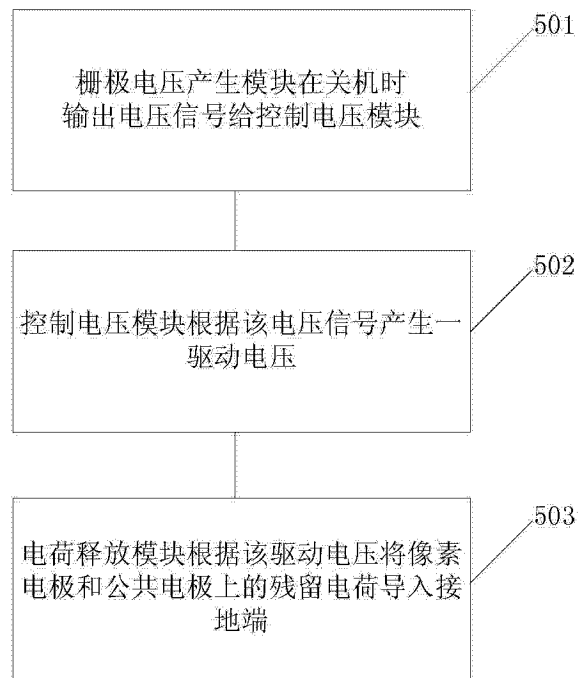 501
栅极电压产生模块在关机时
输出电压信号给控制电压模块
502
控制电压模块根据该电压信号产生一
驱动电压
503
电荷释放模块根据该驱动电压将像素
电极和公共电极上的残留电荷导入接
地端